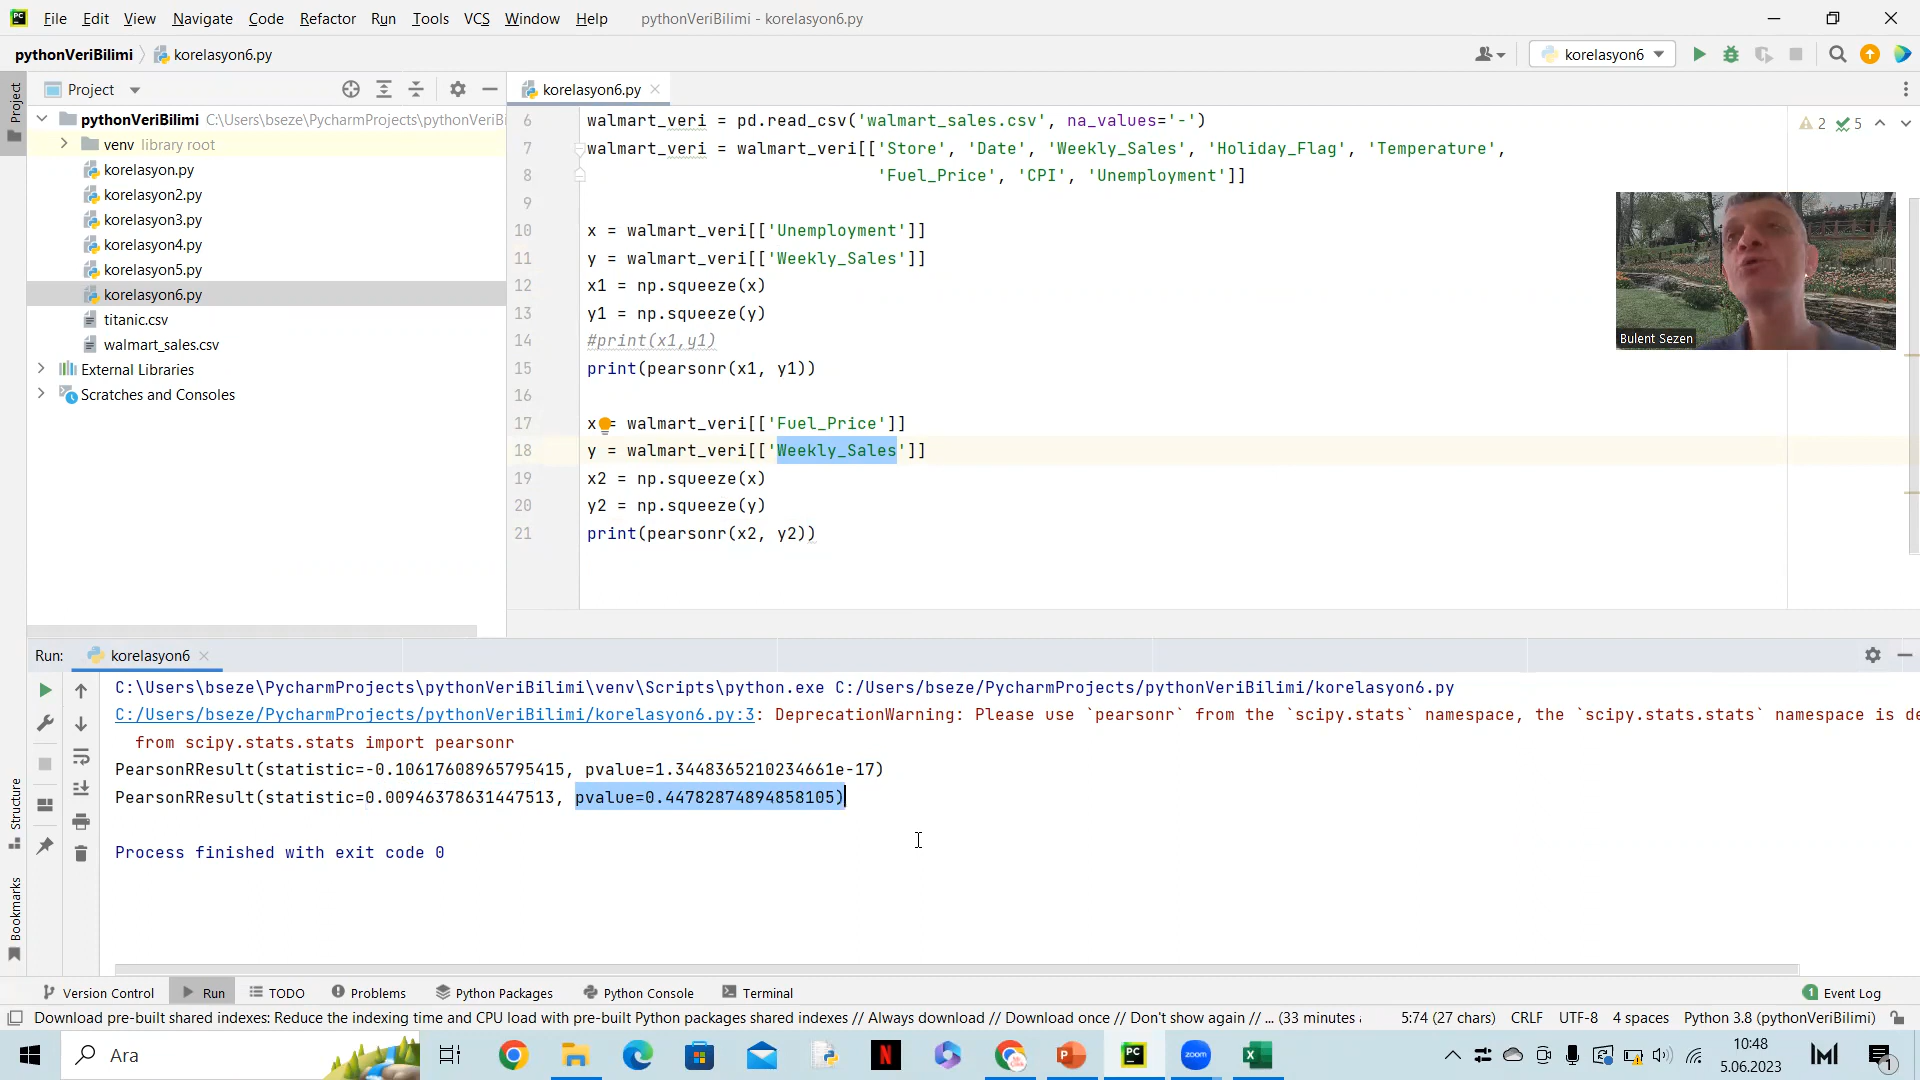 File Edit View Navigate Code Refactor Run Tools VCS Window Help pythonVeriBilimi - korelasyon6.py
pythonVeriBilimi korelasyon6.py korelasyon6
Project
Project
korelasyon6.py
pythonVeriBilimi C:\Users\bseze\PycharmProjects\pythonVeriB
venv library root
korelasyon.py
korelasyon2.py
korelasyon3.py
korelasyon4.py
korelasyon5.py
korelasyon6.py
titanic.csv
walmart_sales.csv
External Libraries
Scratches and Consoles
2 5
6 walmart_veri = pd.read_csv('walmart_sales.csv', na_values='-')
7 walmart_veri = walmart_veri[['Store', 'Date', 'Weekly_Sales', 'Holiday_Flag', 'Temperature',
8 'Fuel_Price', 'CPI', 'Unemployment']]
9
10 x = walmart_veri[['Unemployment']]
11 y = walmart_veri[['Weekly_Sales']]
12 x1 = np.squeeze(x)
13 y1 = np.squeeze(y)
14 #print(x1,y1)
15 print(pearsonr(x1, y1))
16
17 x = walmart_veri[['Fuel_Price']]
18 y = walmart_veri[['Weekly_Sales']]
19 x2 = np.squeeze(x)
20 y2 = np.squeeze(y)
21 print(pearsonr(x2, y2))
Bulent Sezen
Run: korelasyon6
C:\Users\bseze\PycharmProjects\pythonVeriBilimi\venv\Scripts\python.exe C:/Users/bseze/PycharmProjects/pythonVeriBilimi/korelasyon6.py
C:/Users/bseze/PycharmProjects/pythonVeriBilimi/korelasyon6.py:3: DeprecationWarning: Please use `pearsonr` from the `scipy.stats` namespace, the `scipy.stats.stats` namespace is de
from scipy.stats.stats import pearsonr
PearsonRResult(statistic=-0.10617608965795415, pvalue=1.3448365210234661e-17)
PearsonRResult(statistic=0.00946378631447513, pvalue=0.44782874894858105)
Process finished with exit code 0
Structure
Bookmarks
Version Control Run TODO Problems Python Packages Python Console Terminal 1 Event Log
Download pre-built shared indexes: Reduce the indexing time and CPU load with pre-built Python packages shared indexes // Always download // Download once // Don't show again // ... (33 minutes 5:74 (27 chars) CRLF UTF-8 4 spaces Python 3.8 (pythonVeriBilimi)
Ara
PC
zoom
10:48
5.06.2023
1